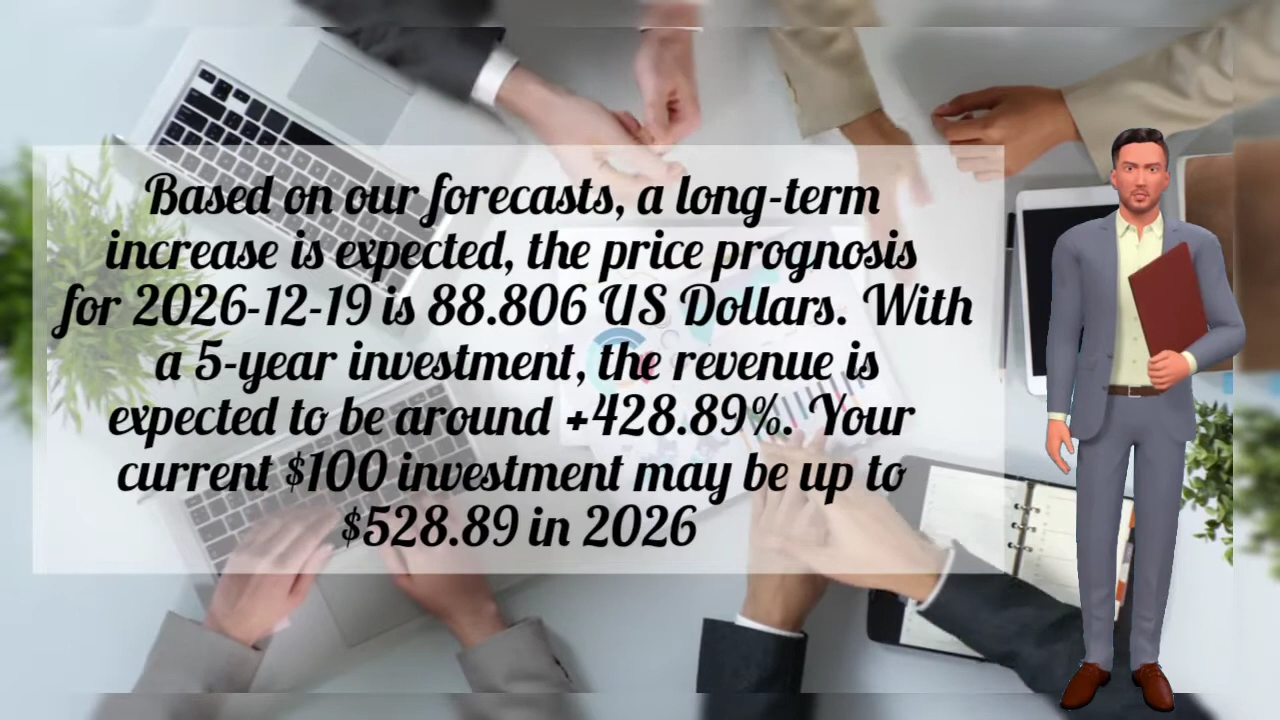 Based on our forecasts, a long-term
increase is expected, the price prognosis
for 2026-12-19 is 88.806 US Dollars. With
a 5-year investment, the revenue is
expected to be around +428.89%. Your
current $100 investment may be up to
$528.89 in 2026